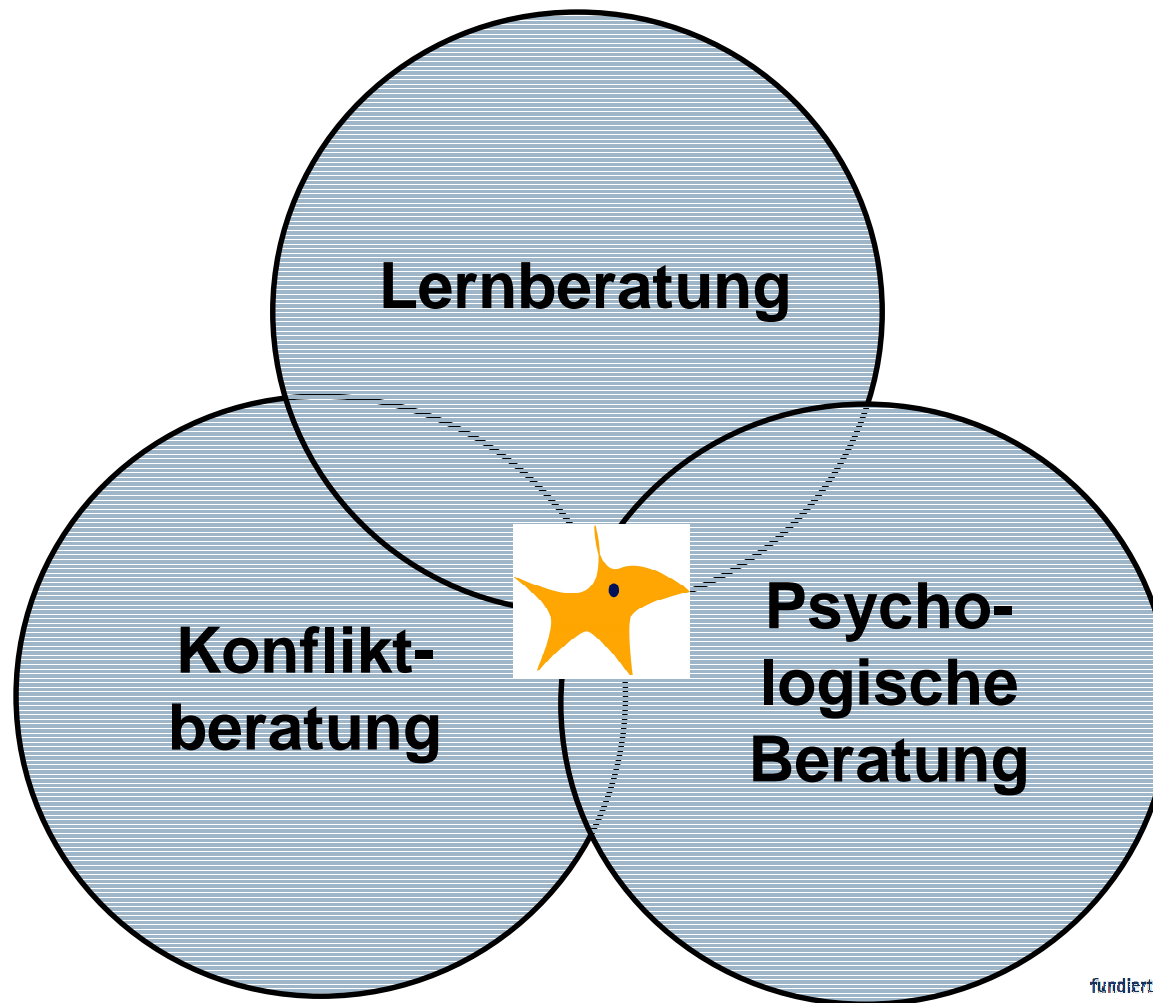 Lernberatung
Konflikt-
beratung
Psycho-
logische
Beratung
fundiert